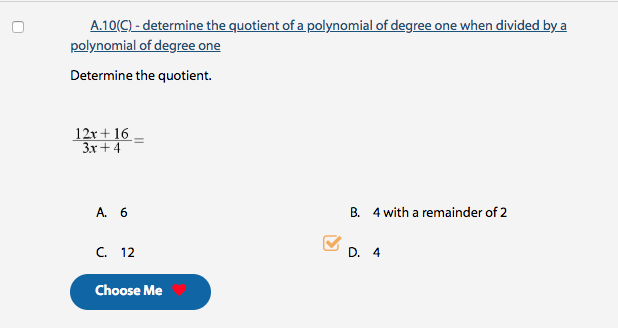 A.10(C) - determine the quotient of a polynomial of degree one when divided by a
polynomial of degree one
Determine the quotient.
12x + 16
3x + 4 =
A. 6
B. 4 with a remainder of 2
C. 12
D. 4
Choose Me